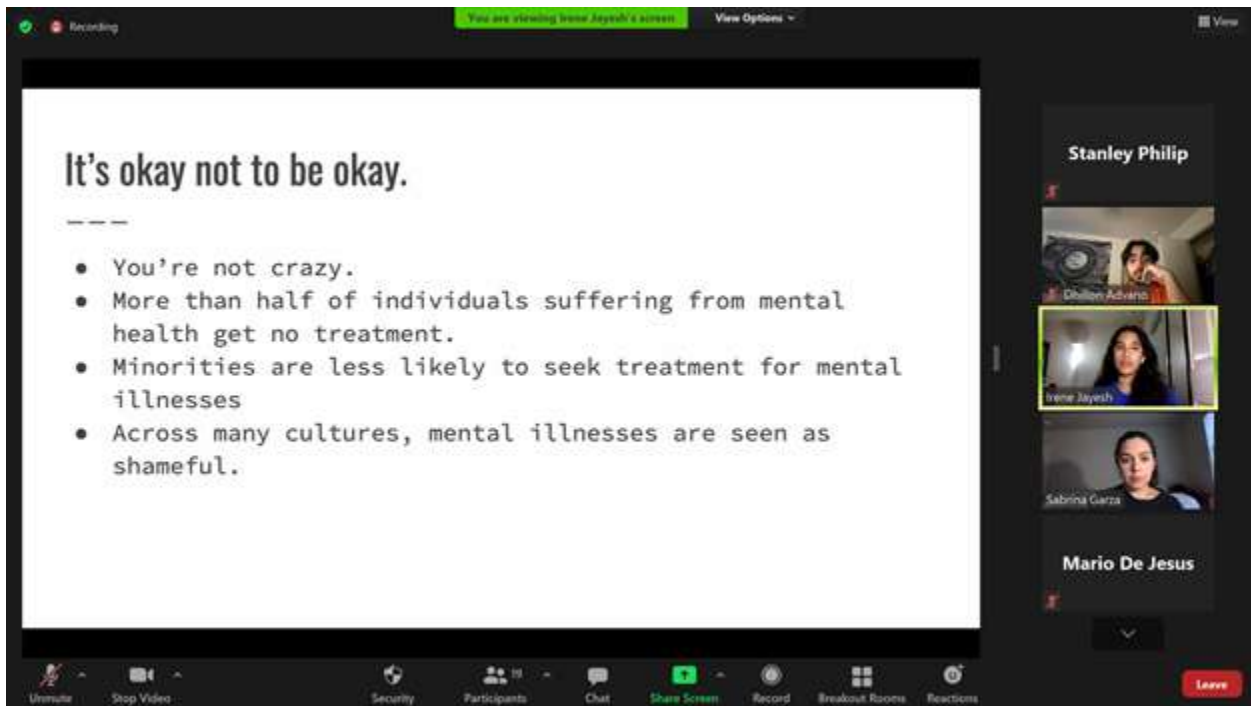 Recording
You are viewing Irene Jayesh's screen
View Options
View
It's okay not to be okay.
● You're not crazy.
● More than half of individuals suffering from mental
health get no treatment.
● Minorities are less likely to seek treatment for mental
illnesses
● Across many cultures, mental illnesses are seen as
shameful.
Stanley Philip
Dhillon Advano
Irene Jayesh
Sabrina Garza
Mario De Jesus
Unmute
Stop Video
Security
Participants
Chat
Share Screen
Record
Breakout Rooms
Reactions
Leave